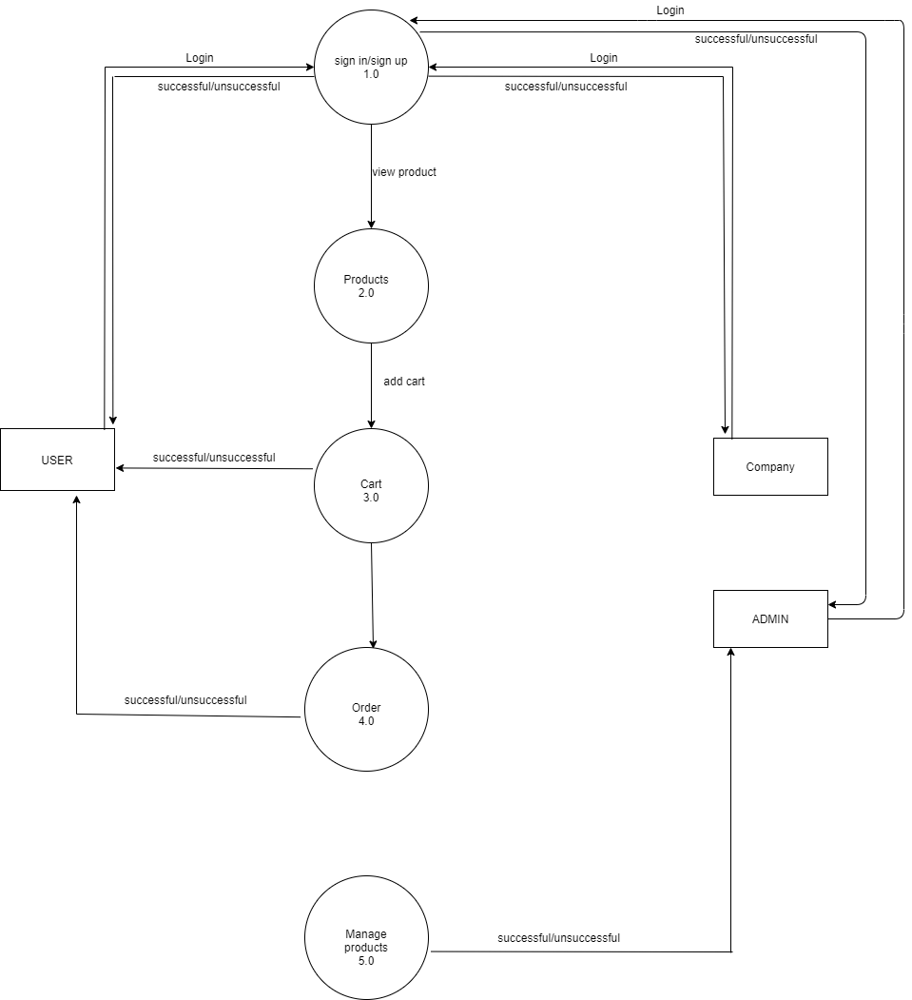 Login
successful/unsuccessful
Login
sign in/sign up
1.0
Login
successful/unsuccessful
successful/unsuccessful
view product
Products
2.0
add cart
USER
successful/unsuccessful
Cart
3.0
Company
ADMIN
successful/unsuccessful
Order
4.0
Manage
products
5.0
successful/unsuccessful